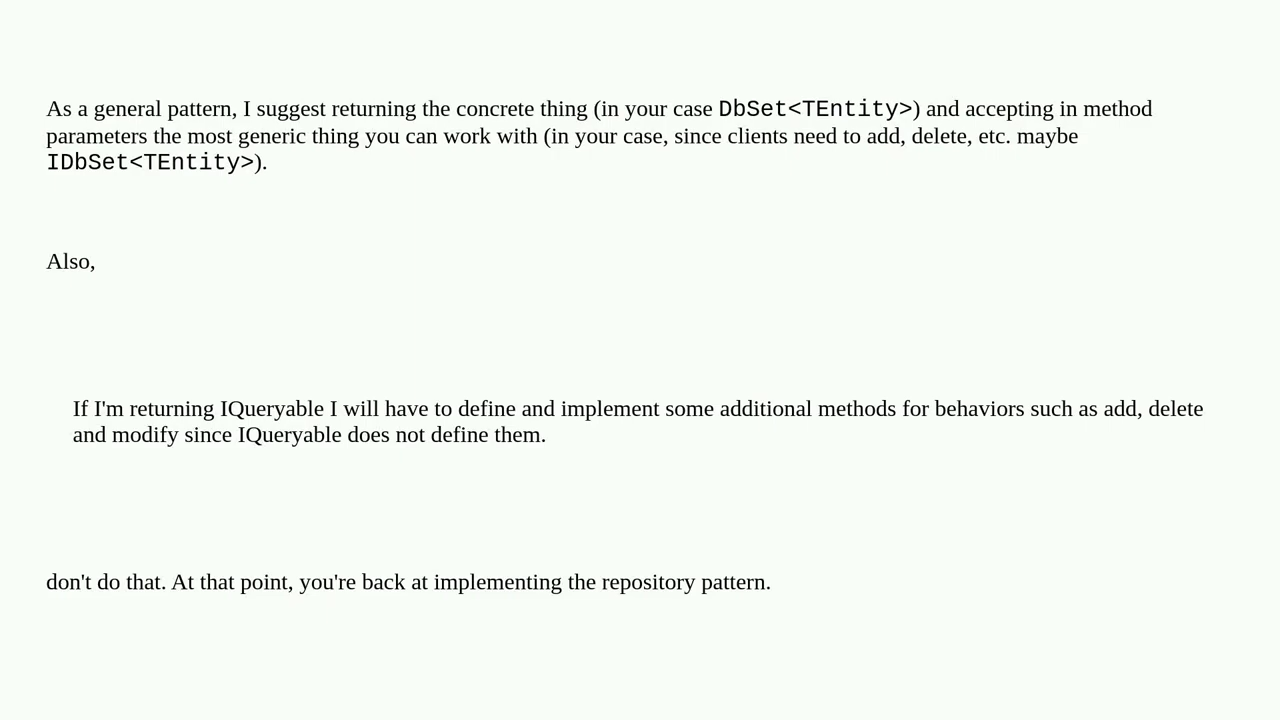 As a general pattern, I suggest returning the concrete thing (in your case DbSet<TEntity>) and accepting in method
parameters the most generic thing you can work with (in your case, since clients need to add, delete, etc. maybe
IDbSet<TEntity>).
Also,
If I'm returning IQueryable I will have to define and implement some additional methods for behaviors such as add, delete
and modify since IQueryable does not define them.
don't do that. At that point, you're back at implementing the repository pattern.